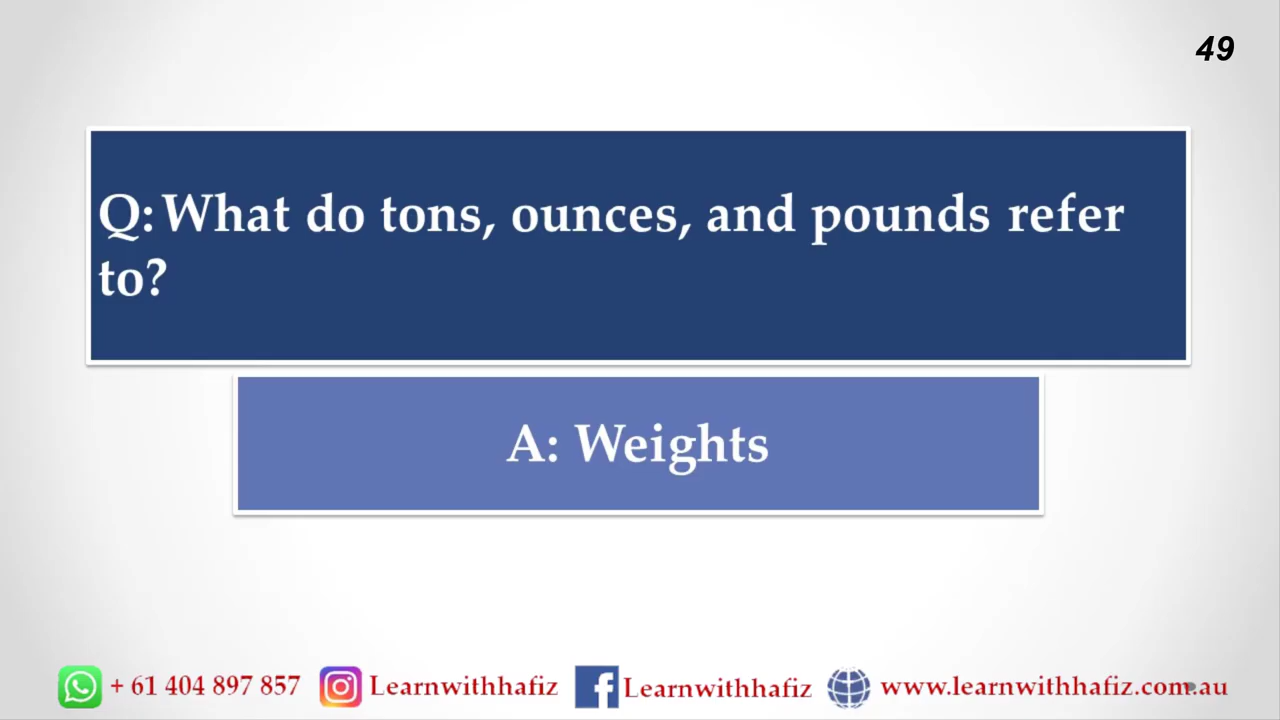 49
Q: What do tons, ounces, and pounds refer
to?
A: Weights
+ 61 404 897 857 Learnwithhafiz Learnwithhafiz www.learnwithhafiz.com.au